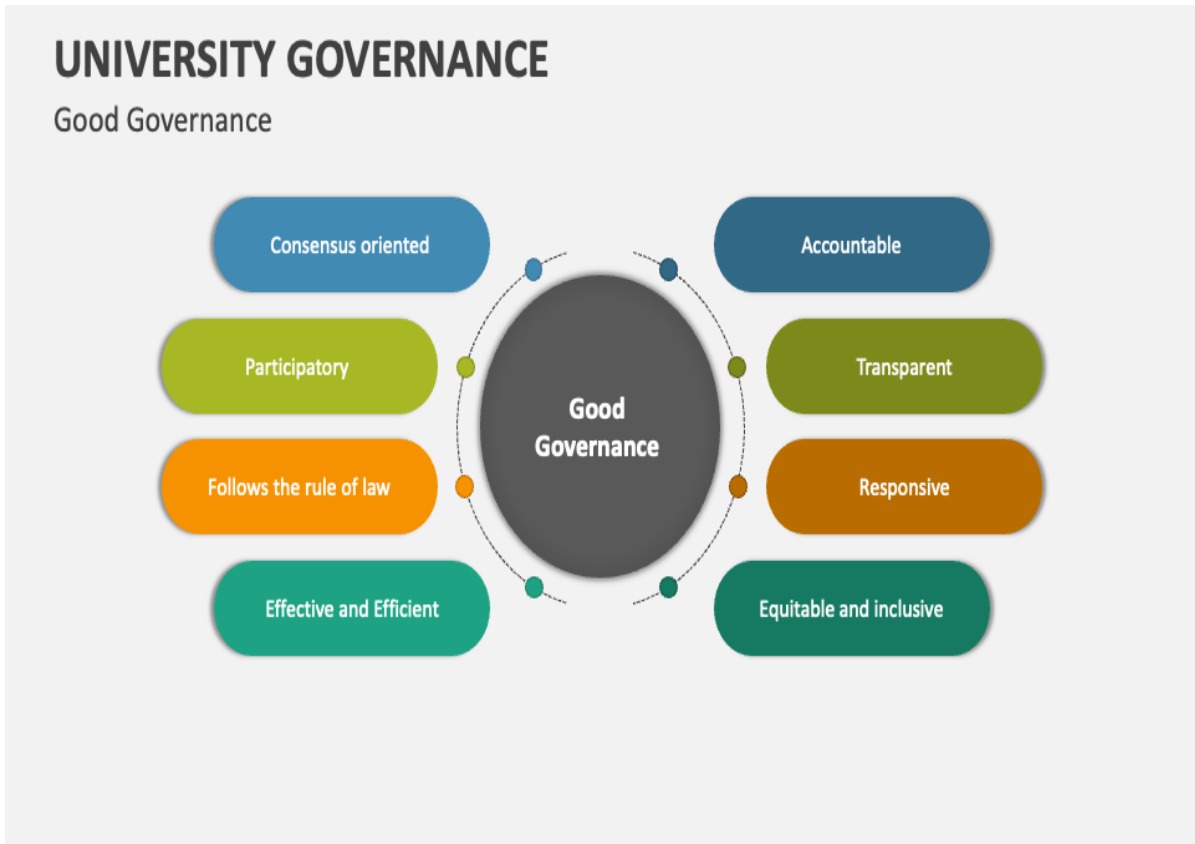 UNIVERSITY GOVERNANCE
Good Governance
Consensus oriented
Accountable
Participatory
Transparent
Good
Governance
Follows the rule of law
Responsive
Effective and Efficient
Equitable and inclusive